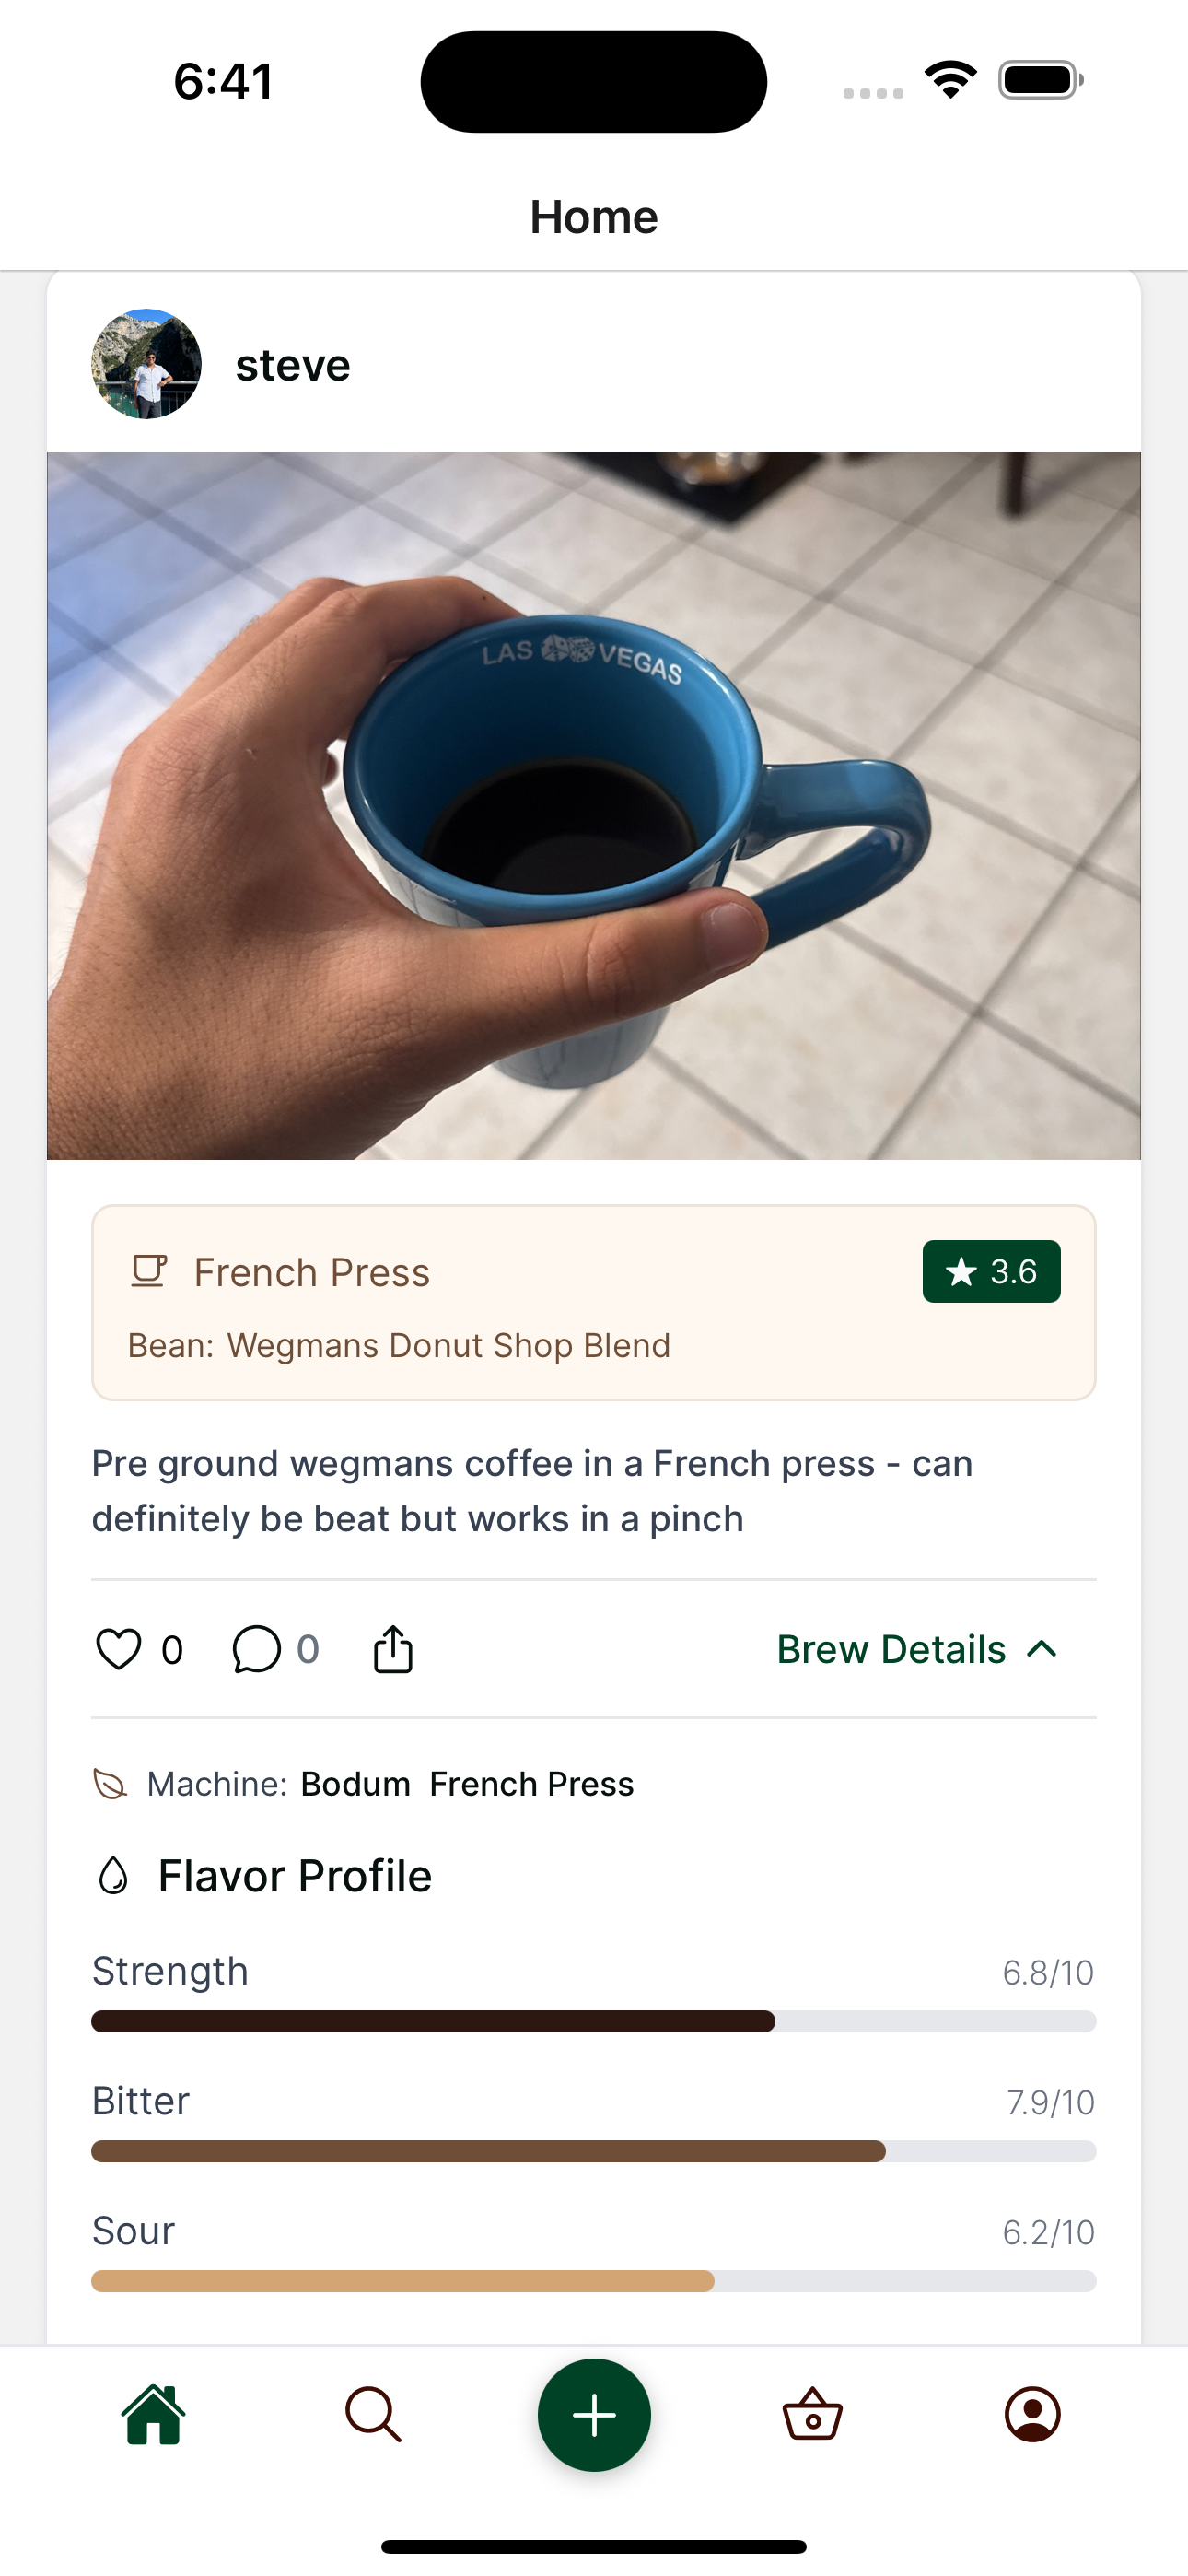 6:41
Home
steve
LAS VEGAS
French Press
3.6
Bean: Wegmans Donut Shop Blend
Pre ground wegmans coffee in a French press - can
definitely be beat but works in a pinch
0 0 Brew Details
Machine: Bodum French Press
Flavor Profile
Strength 6.8/10
Bitter 7.9/10
Sour 6.2/10